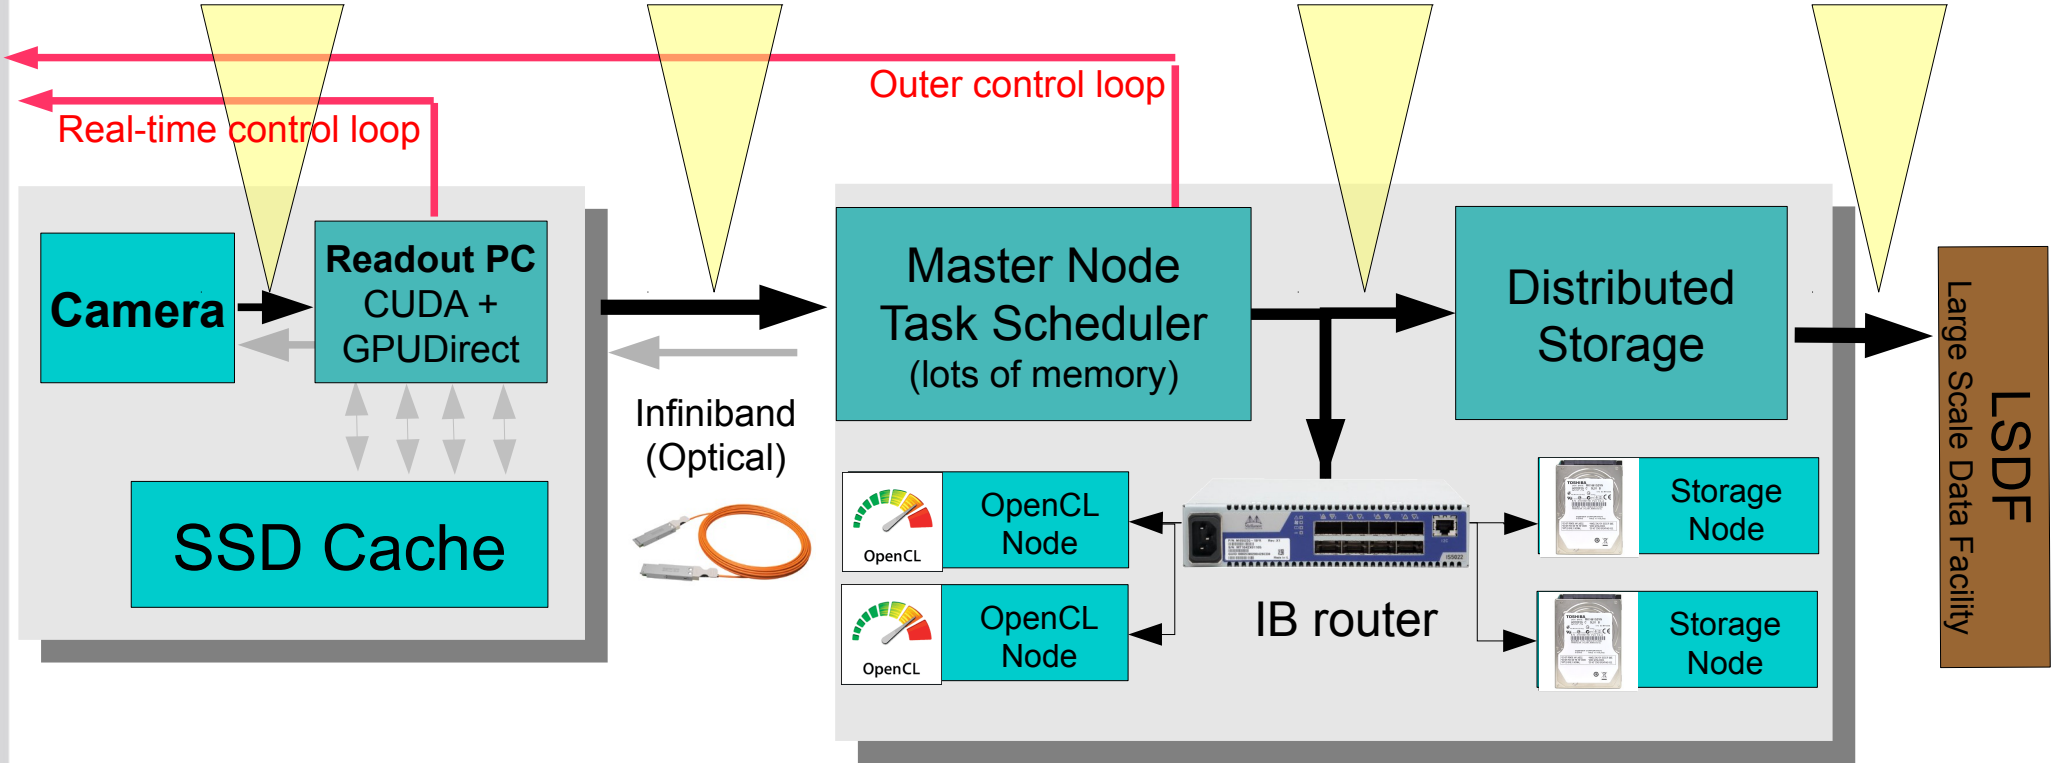 Outer control loop
Real-time control loop
Camera
Readout PC
CUDA +
GPUDirect
SSD Cache
Infiniband
(Optical)
Master Node
Task Scheduler
(lots of memory)
Distributed
Storage
OpenCL
OpenCL
Node
OpenCL
OpenCL
Node
IB router
TOSHIBA
Storage
Node
TOSHIBA
Storage
Node
LSDF
Large Scale Data Facility